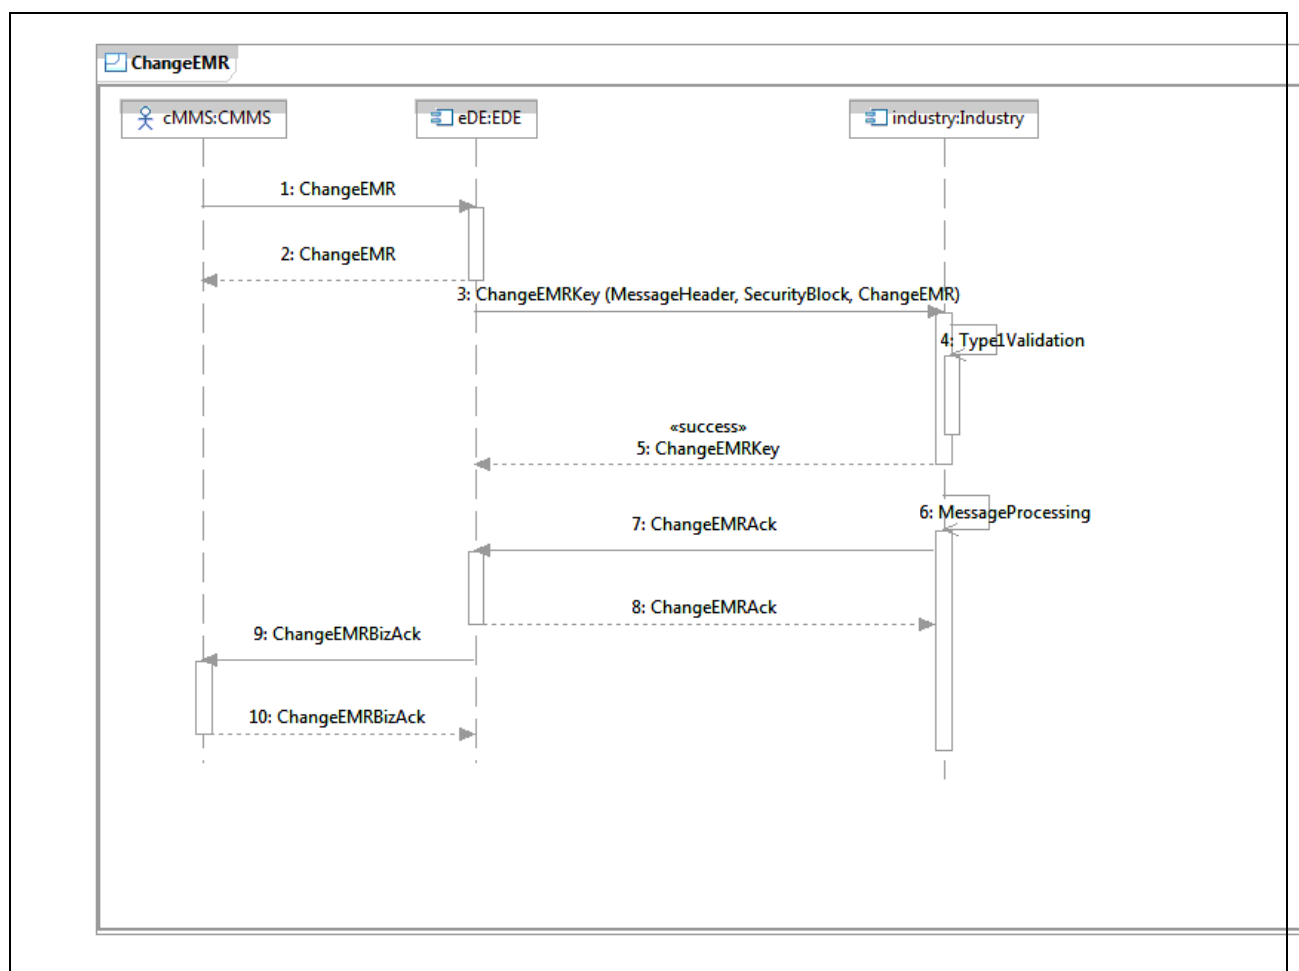 ChangeEMR
cMMS:CMMS
eDE:EDE
industry:Industry
1: ChangeEMR
2: ChangeEMR
3: ChangeEMRKey (MessageHeader, SecurityBlock, ChangeEMR)
4: Type1Validation
«success»
5: ChangeEMRKey
6: MessageProcessing
7: ChangeEMRAck
8: ChangeEMRAck
9: ChangeEMRBizAck
10: ChangeEMRBizAck